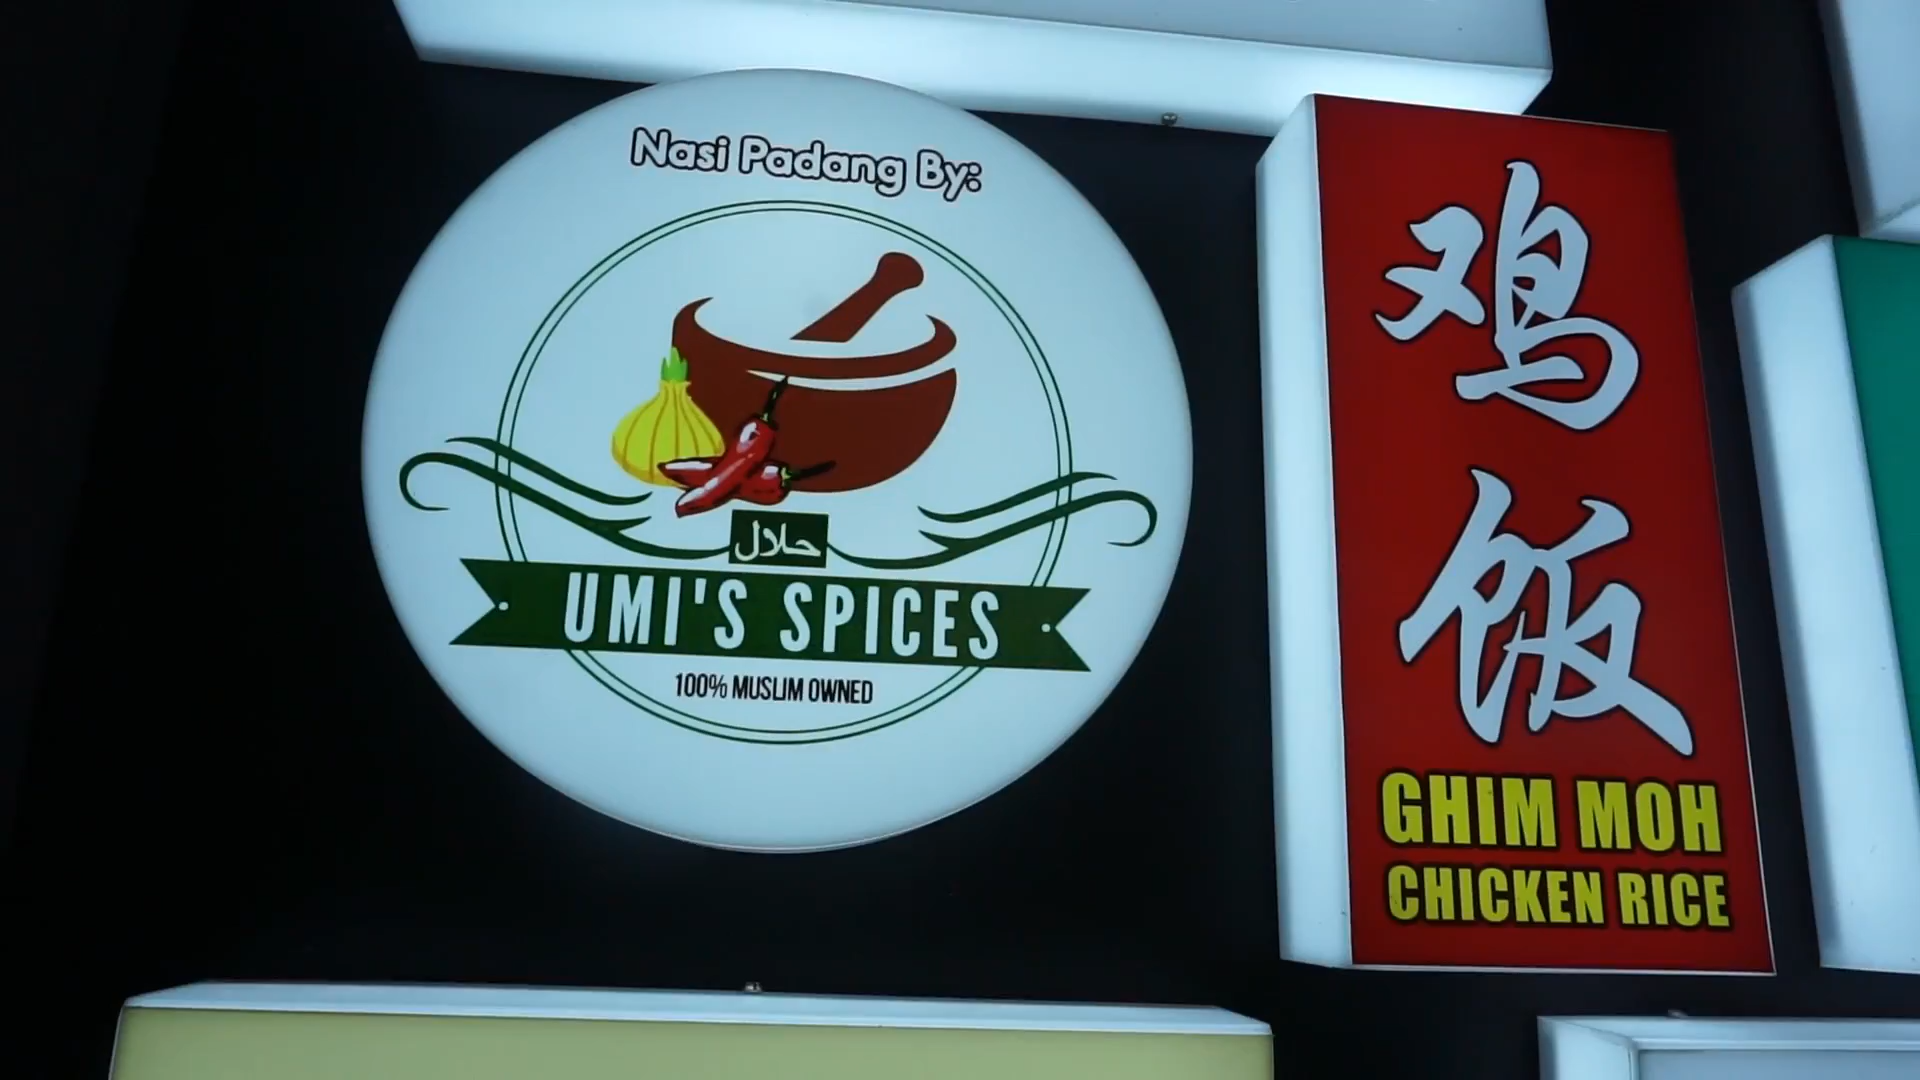 Nasi Padang By:
حلال
UMI'S SPICES
100% MUSLIM OWNED
鸡
饭
GHIM MOH
CHICKEN RICE